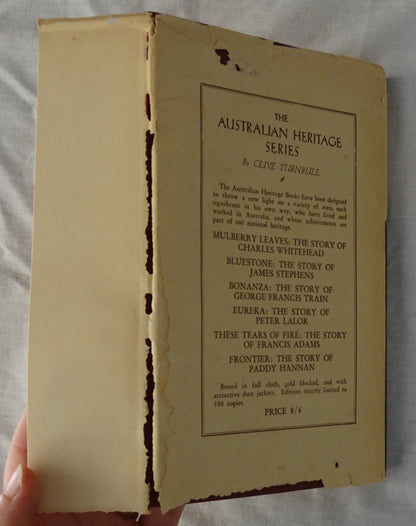 THE
AUSTRALIAN HERITAGE
SERIES
By CLIVE TURNBULL
The Australian Heritage Books have been designed
to throw a new light on a variety of men, each
significant in his own way, who have lived and
worked in Australia, and whose achievements are
part of our national heritage.
MULBERRY LEAVES: THE STORY OF
CHARLES WHITEHEAD
BLUESTONE: THE STORY OF
JAMES STEPHENS
BONANZA: THE STORY OF
GEORGE FRANCIS TRAIN
EUREKA: THE STORY OF
PETER LALOR
THESE TEARS OF FIRE: THE STORY
OF FRANCIS ADAMS
FRONTIER: THE STORY OF
PADDY HANNAN
Bound in full cloth, gold blocked, and with
attractive dust jackets. Editions strictly limited to
500 copies.
PRICE 8/6